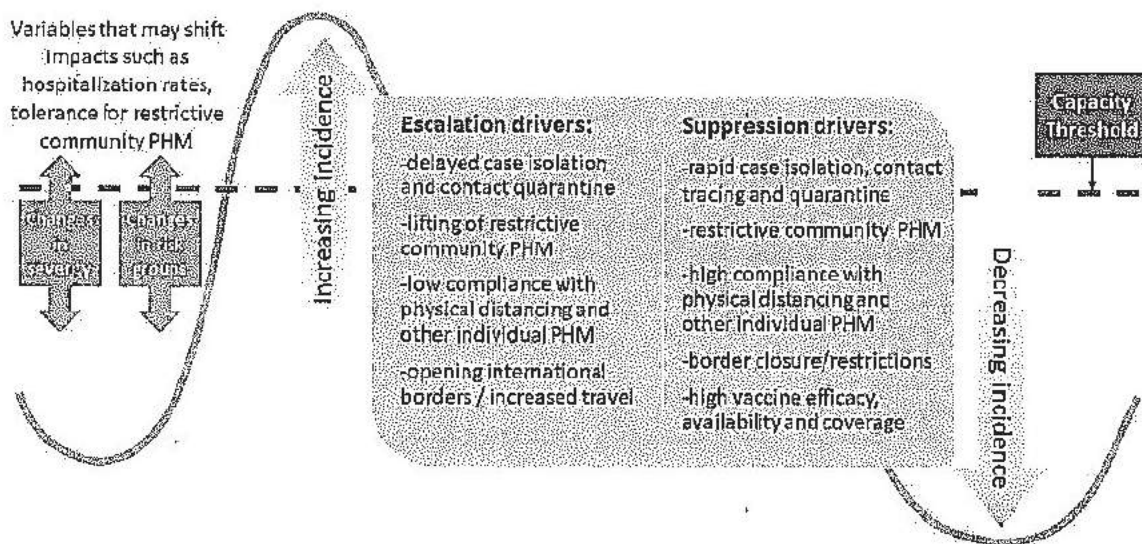 Variables that may shift
impacts such as
hospitalization rates,
tolerance for restrictive
community PHM
Changes
in
severity
Changes
in risk
groups
Increasing incidence
Escalation drivers:
-delayed case isolation
and contact quarantine
-lifting of restrictive
community PHM
-low compliance with
physical distancing and
other individual PHM
-opening international
borders / increased travel
Suppression drivers:
-rapid case isolation, contact
tracing and quarantine
-restrictive community PHM
-high compliance with
physical distancing and
other individual PHM
-border closure/restrictions
-high vaccine efficacy,
availability and coverage
Decreasing incidence
Capacity
Threshold